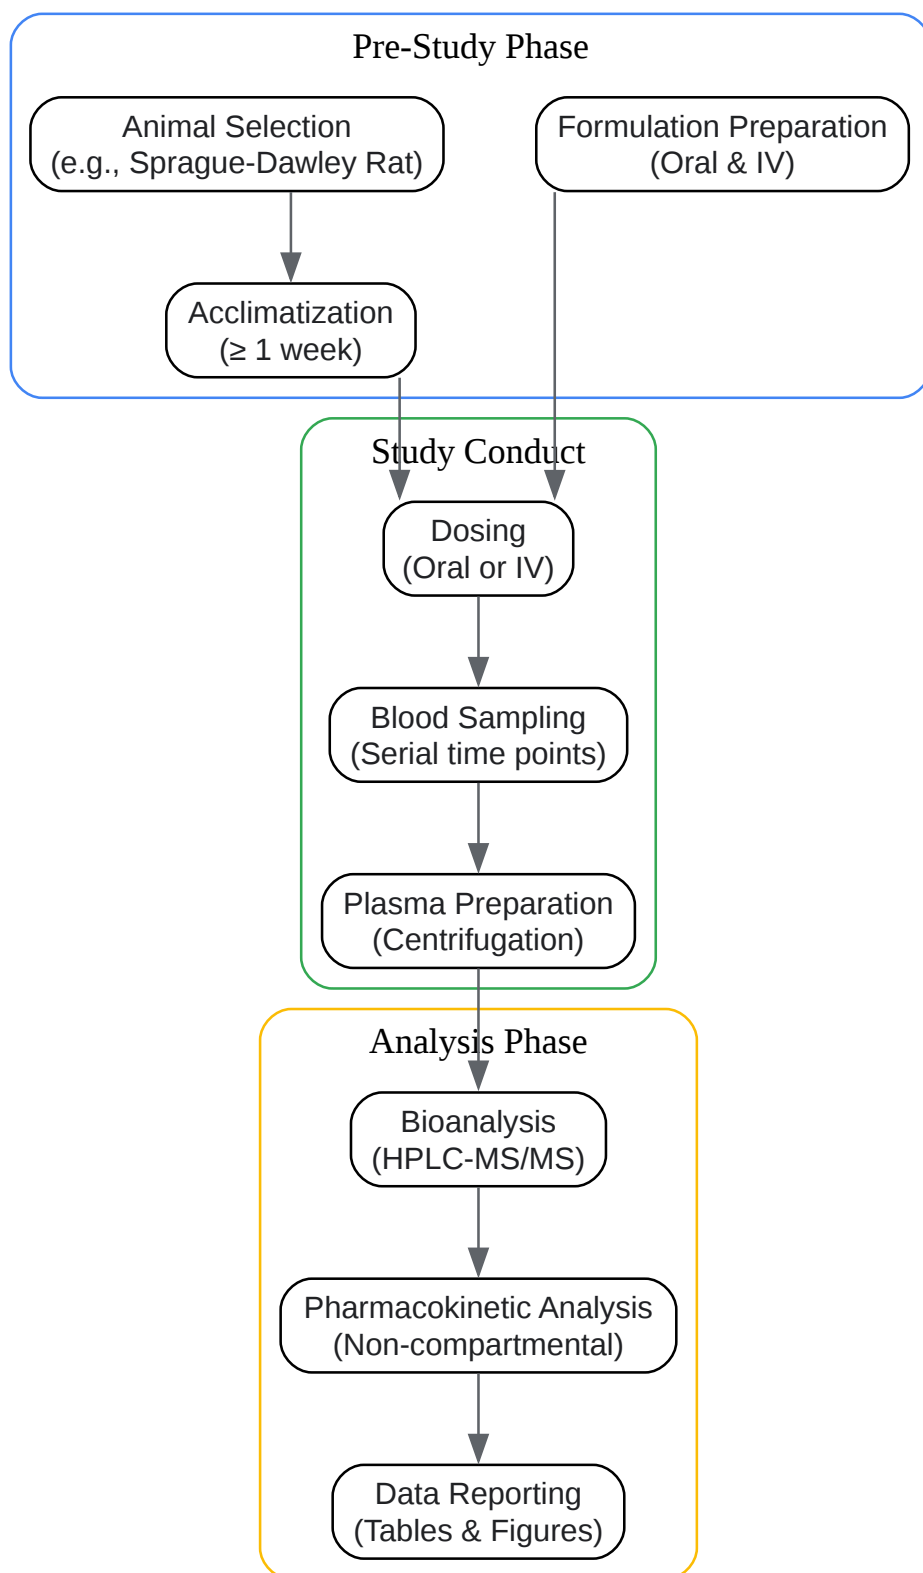 Pre-Study Phase
Animal Selection
(e.g., Sprague-Dawley Rat)
Formulation Preparation
(Oral & IV)
Acclimatization
(≥ 1 week)
Study Conduct
Dosing
(Oral or IV)
Blood Sampling
(Serial time points)
Plasma Preparation
(Centrifugation)
Analysis Phase
Bioanalysis
(HPLC-MS/MS)
Pharmacokinetic Analysis
(Non-compartmental)
Data Reporting
(Tables & Figures)